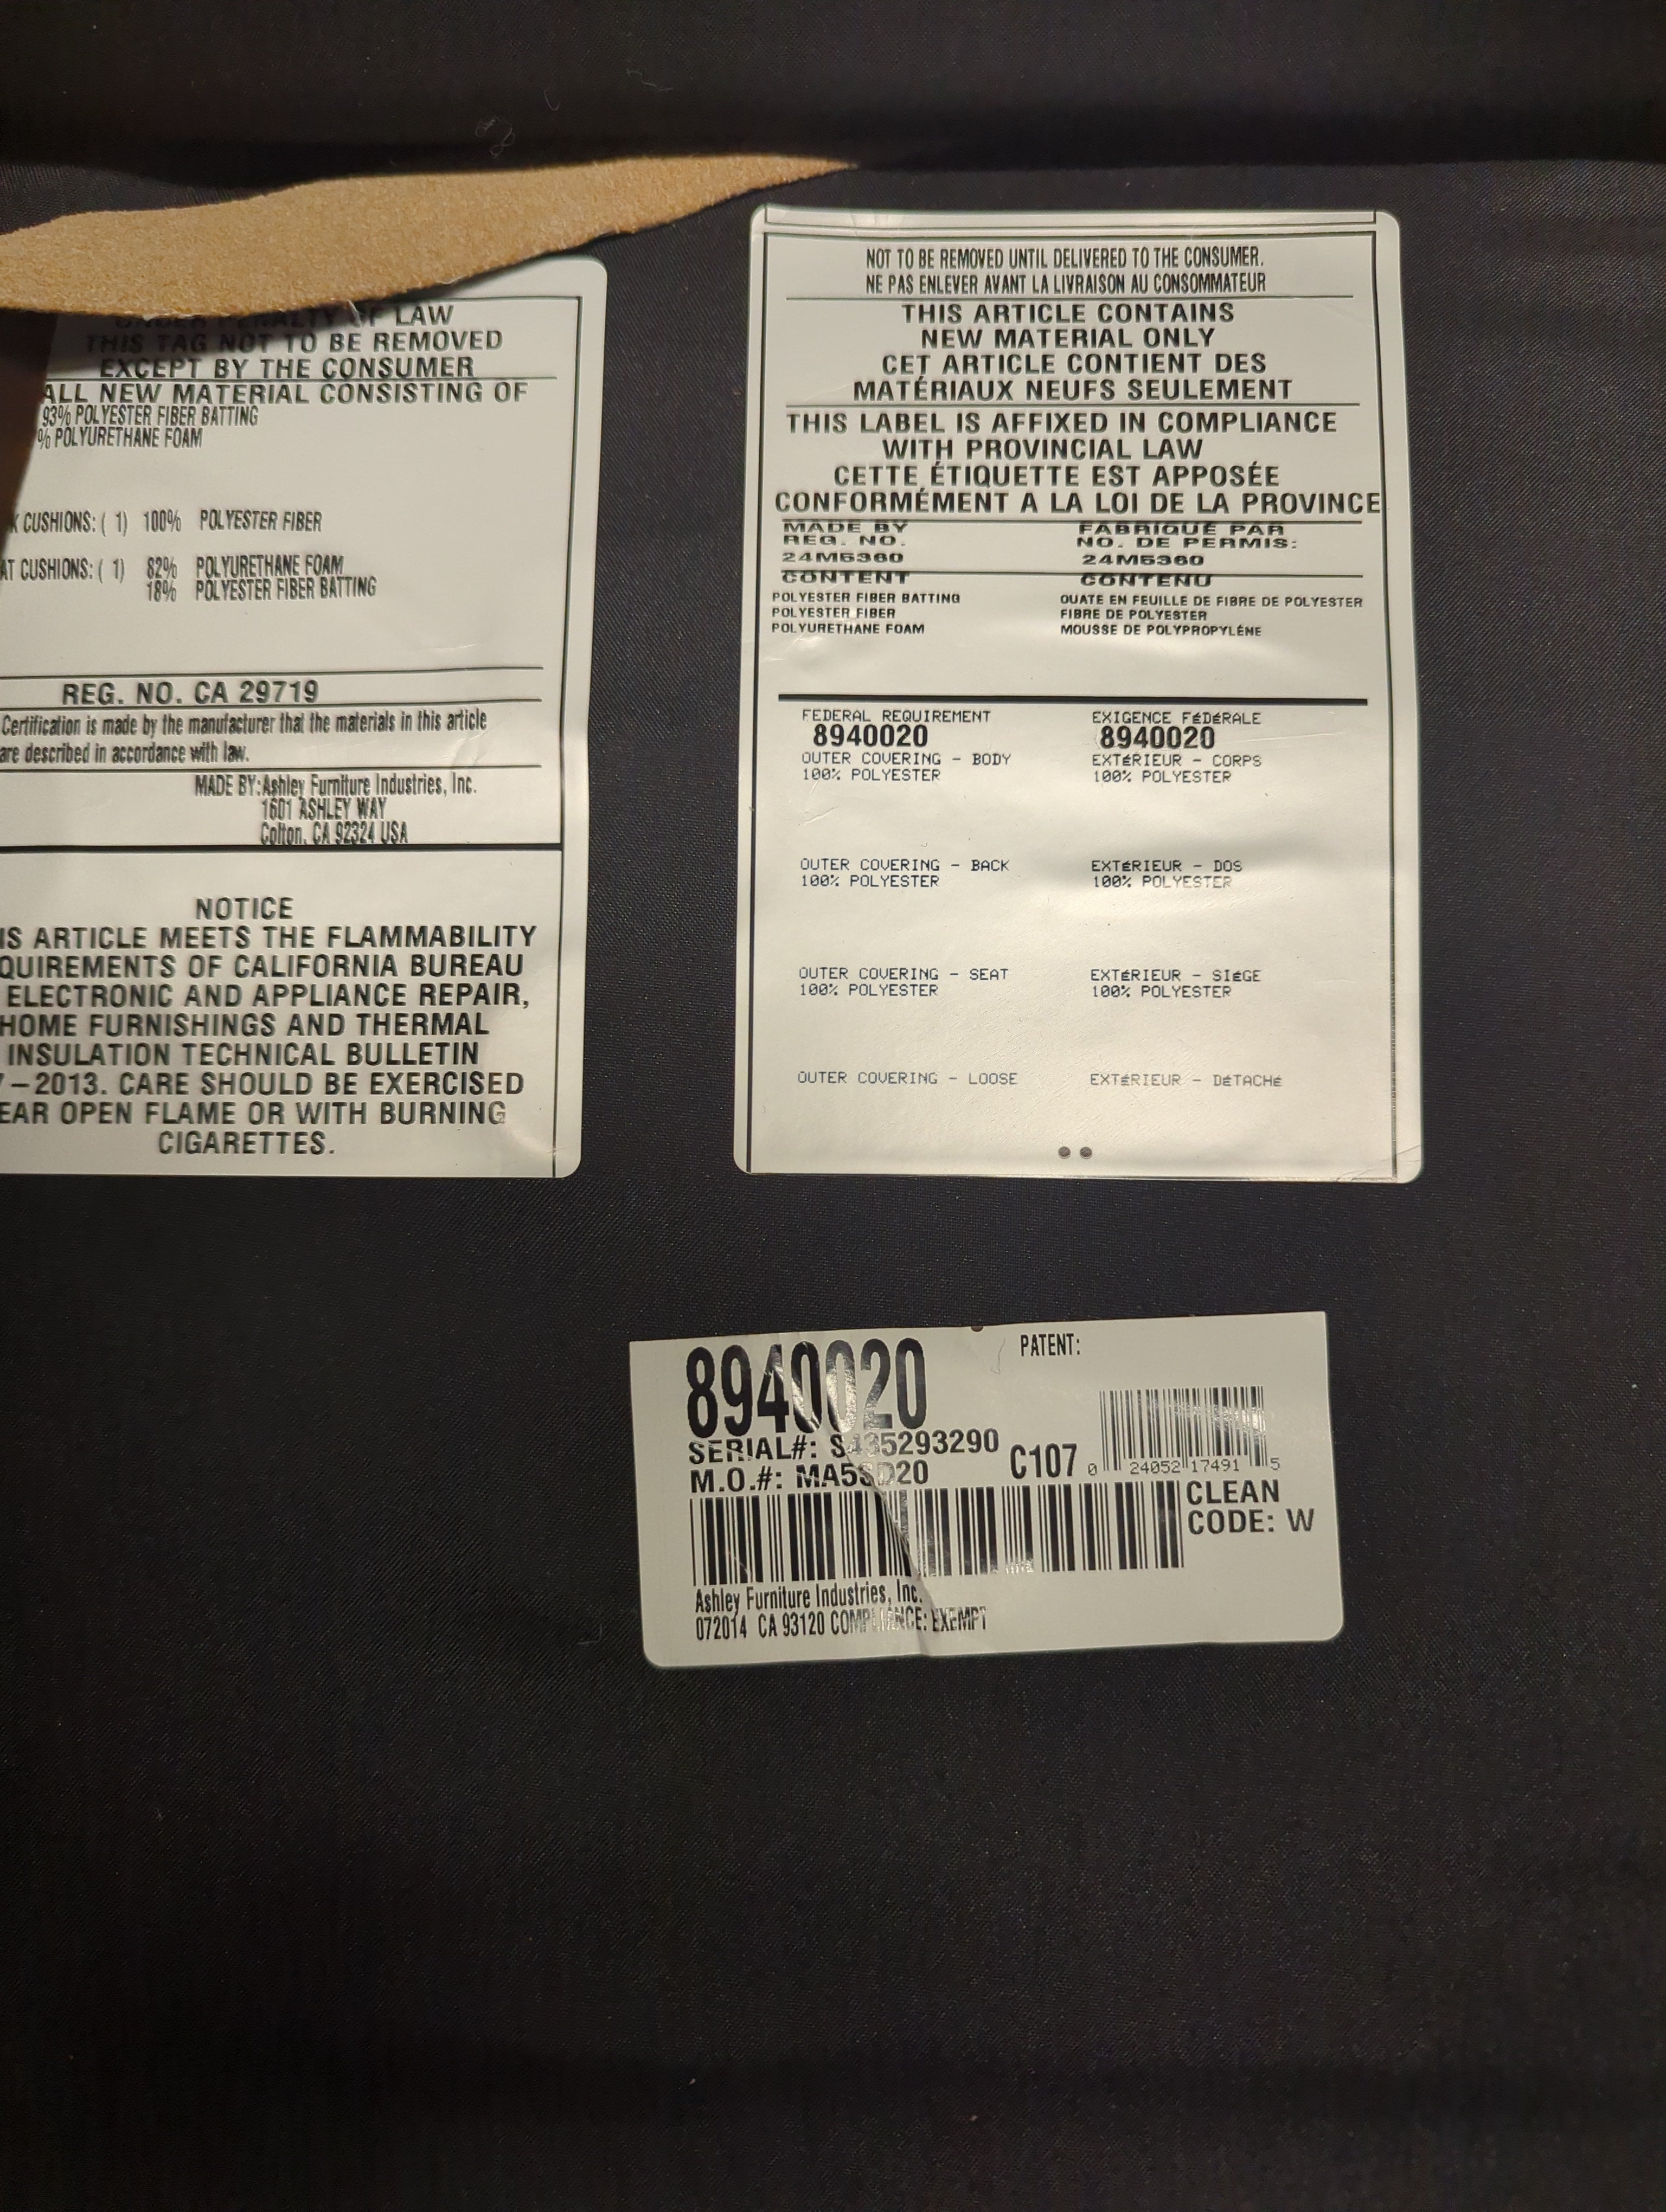 OF LAW
THIS TAG NOT TO BE REMOVED
EXCEPT BY THE CONSUMER
ALL NEW MATERIAL CONSISTING OF
93% POLYESTER FIBER BATTING
% POLYURETHANE FOAM
CUSHIONS: ( 1) 100% POLYESTER FIBER
AT CUSHIONS: ( 1) 82% POLYURETHANE FOAM
18% POLYESTER FIBER BATTING
REG. NO. CA 29719
Certification is made by the manufacturer that the materials in this article
are described in accordance with law.
MADE BY:Ashley Furniture Industries, Inc.
1601 ASHLEY WAY
Colton, CA 92324 USA
NOTICE
IS ARTICLE MEETS THE FLAMMABILITY
QUIREMENTS OF CALIFORNIA BUREAU
ELECTRONIC AND APPLIANCE REPAIR,
HOME FURNISHINGS AND THERMAL
INSULATION TECHNICAL BULLETIN
–2013. CARE SHOULD BE EXERCISED
EAR OPEN FLAME OR WITH BURNING
CIGARETTES.
NOT TO BE REMOVED UNTIL DELIVERED TO THE CONSUMER.
NE PAS ENLEVER AVANT LA LIVRAISON AU CONSOMMATEUR
THIS ARTICLE CONTAINS
NEW MATERIAL ONLY
CET ARTICLE CONTIENT DES
MATÉRIAUX NEUFS SEULEMENT
THIS LABEL IS AFFIXED IN COMPLIANCE
WITH PROVINCIAL LAW
CETTE ÉTIQUETTE EST APPOSÉE
CONFORMÉMENT A LA LOI DE LA PROVINCE
MADE BY FABRIQUÉ PAR
REG. NO. NO. DE PERMIS:
24M5360 24M5360
CONTENT CONTENU
POLYESTER FIBER BATTING OUATE EN FEUILLE DE FIBRE DE POLYESTER
POLYESTER FIBER FIBRE DE POLYESTER
POLYURETHANE FOAM MOUSSE DE POLYPROPYLÉNE
FEDERAL REQUIREMENT EXIGENCE FÉDÉRALE
8940020 8940020
OUTER COVERING - BODY EXTÉRIEUR - CORPS
100% POLYESTER 100% POLYESTER
OUTER COVERING - BACK EXTÉRIEUR - DOS
100% POLYESTER 100% POLYESTER
OUTER COVERING - SEAT EXTÉRIEUR - SIÉGE
100% POLYESTER 100% POLYESTER
OUTER COVERING - LOOSE EXTÉRIEUR - DÉTACHÉ
8940020 PATENT:
SERIAL#:
M.O.#:
C107
0 24052 17491 5
CLEAN
CODE: W
Ashley Furniture Industries, Inc.
072014 CA 93120 COMPLIANCE: EXEMPT